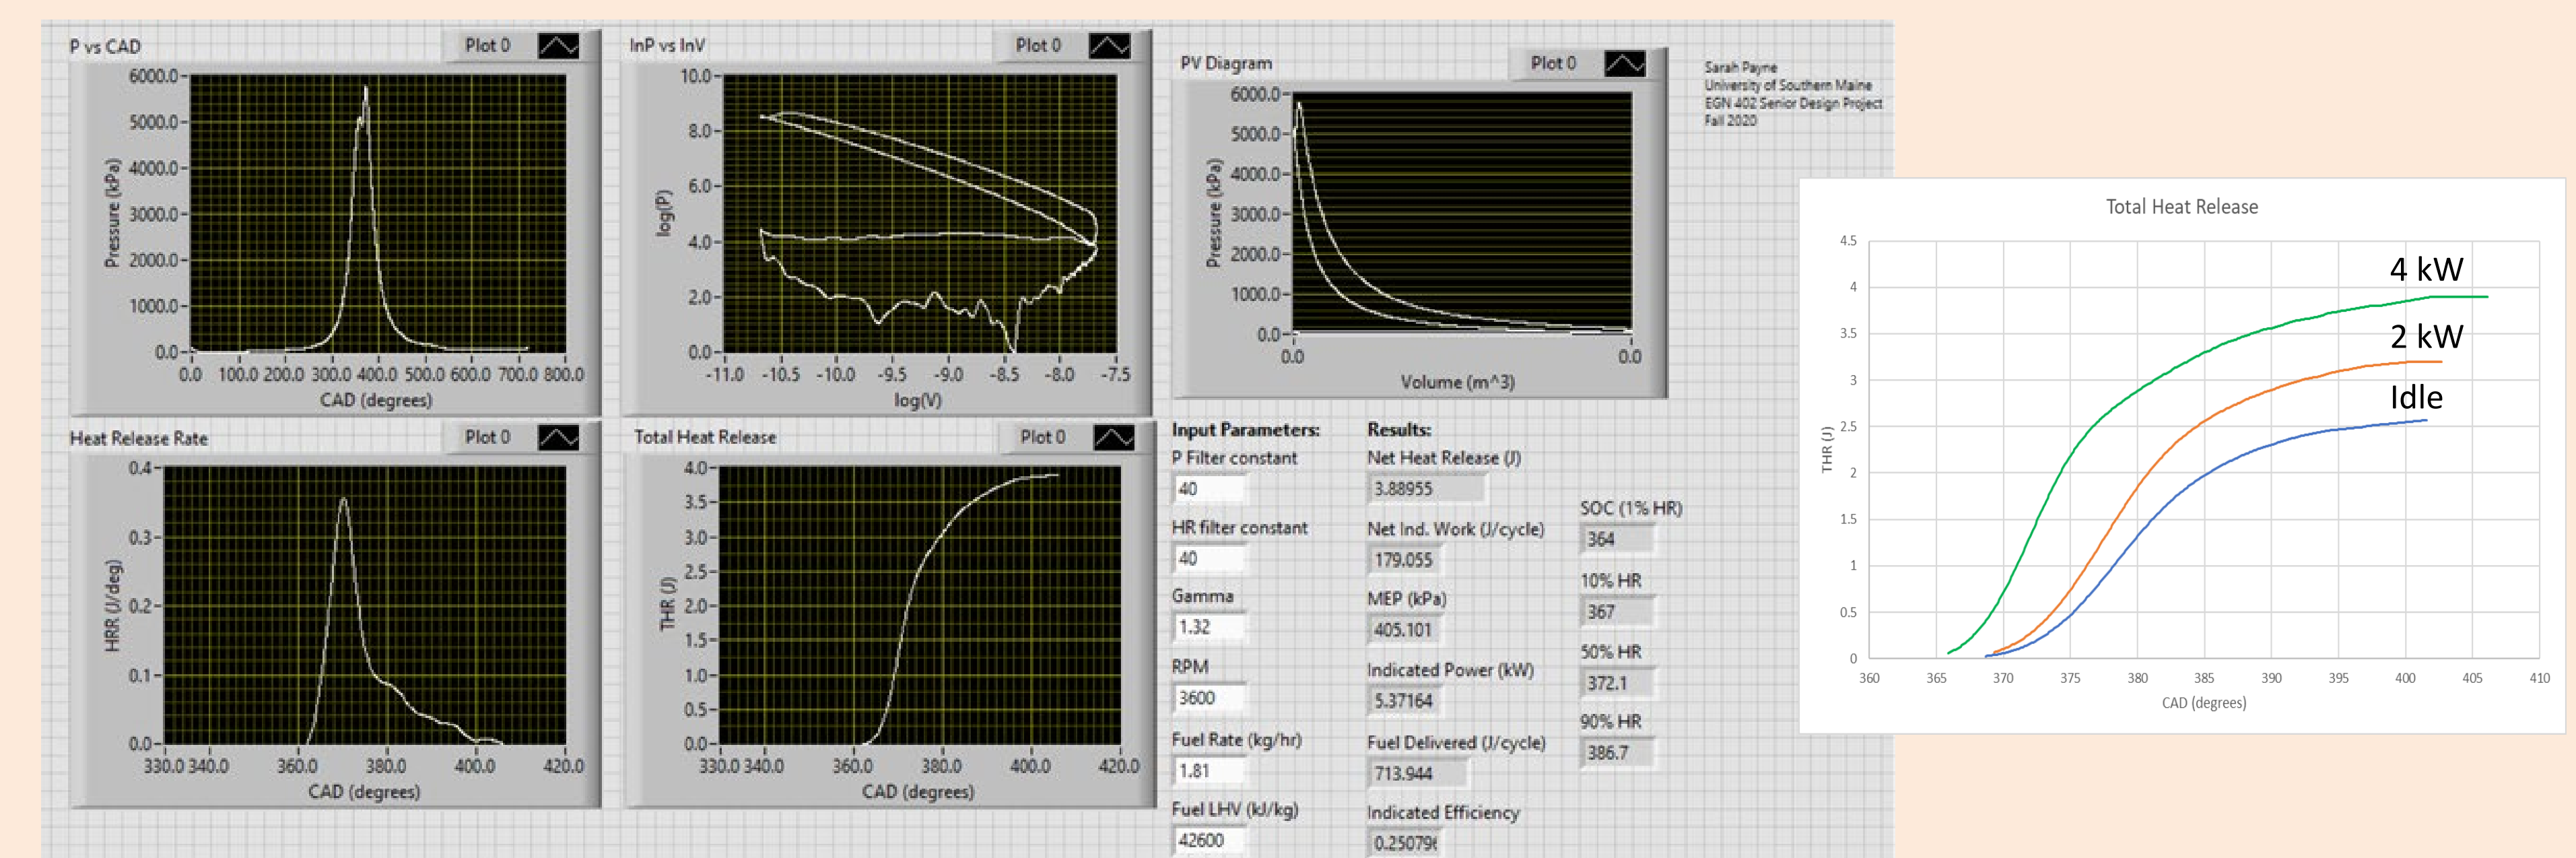 P vs CAD
Plot 0
6000.0
5000.0
4000.0
3000.0
2000.0
1000.0
0.0
Pressure (kPa)
0.0 100.0 200.0 300.0 400.0 500.0 600.0 700.0 800.0
CAD (degrees)
lnP vs lnV
Plot 0
10.0
8.0
6.0
4.0
2.0
0.0
log(P)
-11.0 -10.5 -10.0 -9.5 -9.0 -8.5 -8.0 -7.5
log(V)
PV Diagram
Plot 0
6000.0
5000.0
4000.0
3000.0
2000.0
1000.0
0.0
Pressure (kPa)
0.0 0.0
Volume (m^3)
Sarah Payne
University of Southern Maine
EGN 402 Senior Design Project
Fall 2020
Heat Release Rate
Plot 0
0.4
0.3
0.2
0.1
0.0
HRR (J/deg)
330.0 340.0 360.0 380.0 400.0 420.0
CAD (degrees)
Total Heat Release
Plot 0
4.0
3.5
3.0
2.5
2.0
1.5
1.0
0.5
0.0
THR (J)
330.0 340.0 360.0 380.0 400.0 420.0
CAD (degrees)
Input Parameters:
P Filter constant
40
HR filter constant
40
Gamma
1.32
RPM
3600
Fuel Rate (kg/hr)
1.81
Fuel LHV (kJ/kg)
42600
Results:
Net Heat Release (J)
3.88955
Net Ind. Work (J/cycle)
179.055
MEP (kPa)
405.101
Indicated Power (kW)
5.37164
Fuel Delivered (J/cycle)
713.944
Indicated Efficiency
0.25079
SOC (1% HR)
364
10% HR
367
50% HR
372.1
90% HR
386.7
Total Heat Release
4.5
4
3.5
3
2.5
2
1.5
1
0.5
0
THR (J)
4 kW
2 kW
Idle
360 365 370 375 380 385 390 395 400 405 410
CAD (degrees)